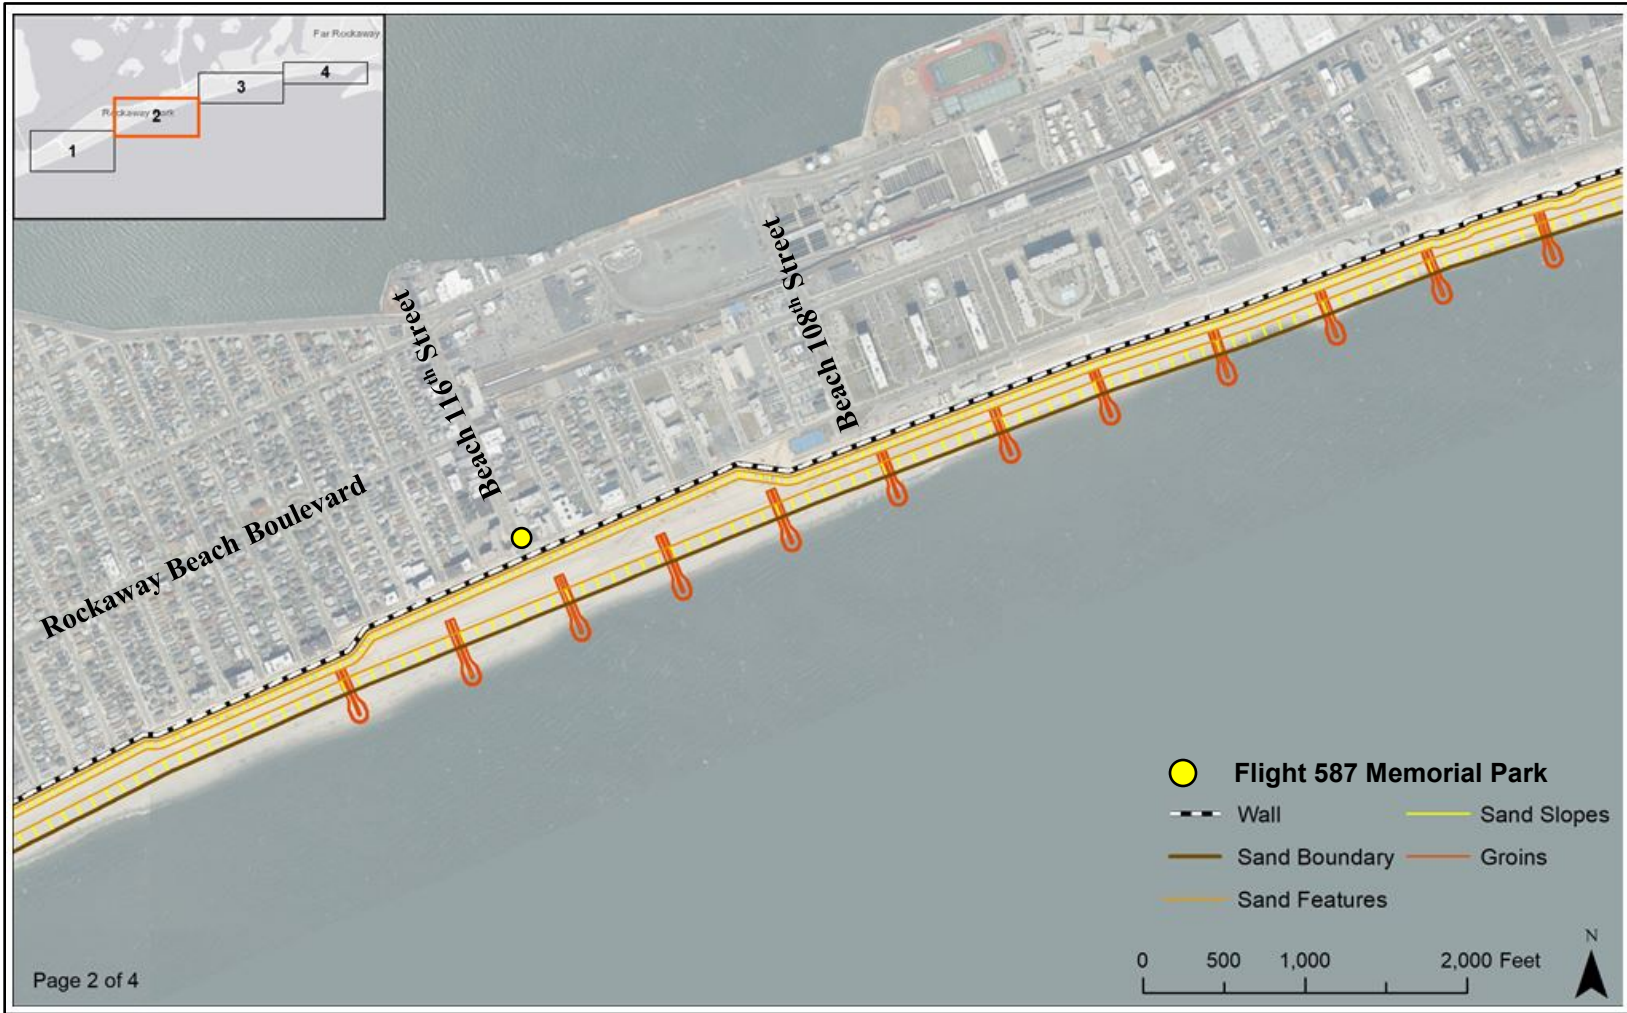 Far Rockaway
4
3
Rockaway Park
2
1
Beach 116th Street
Beach 108th Street
Rockaway Beach Boulevard
Flight 587 Memorial Park
Wall
Sand Slopes
Sand Boundary
Groins
Sand Features
N
0 500 1,000 2,000 Feet
Page 2 of 4